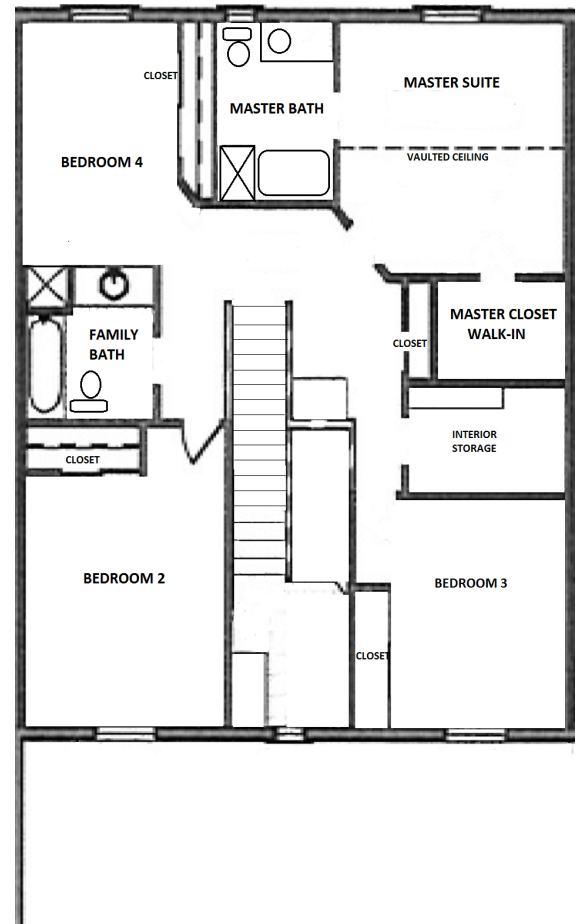 CLOSET
MASTER SUITE
MASTER BATH
BEDROOM 4
VAULTED CEILING
MASTER CLOSET
WALK-IN
FAMILY
BATH
CLOSET
INTERIOR
STORAGE
CLOSET
BEDROOM 2
BEDROOM 3
CLOSET